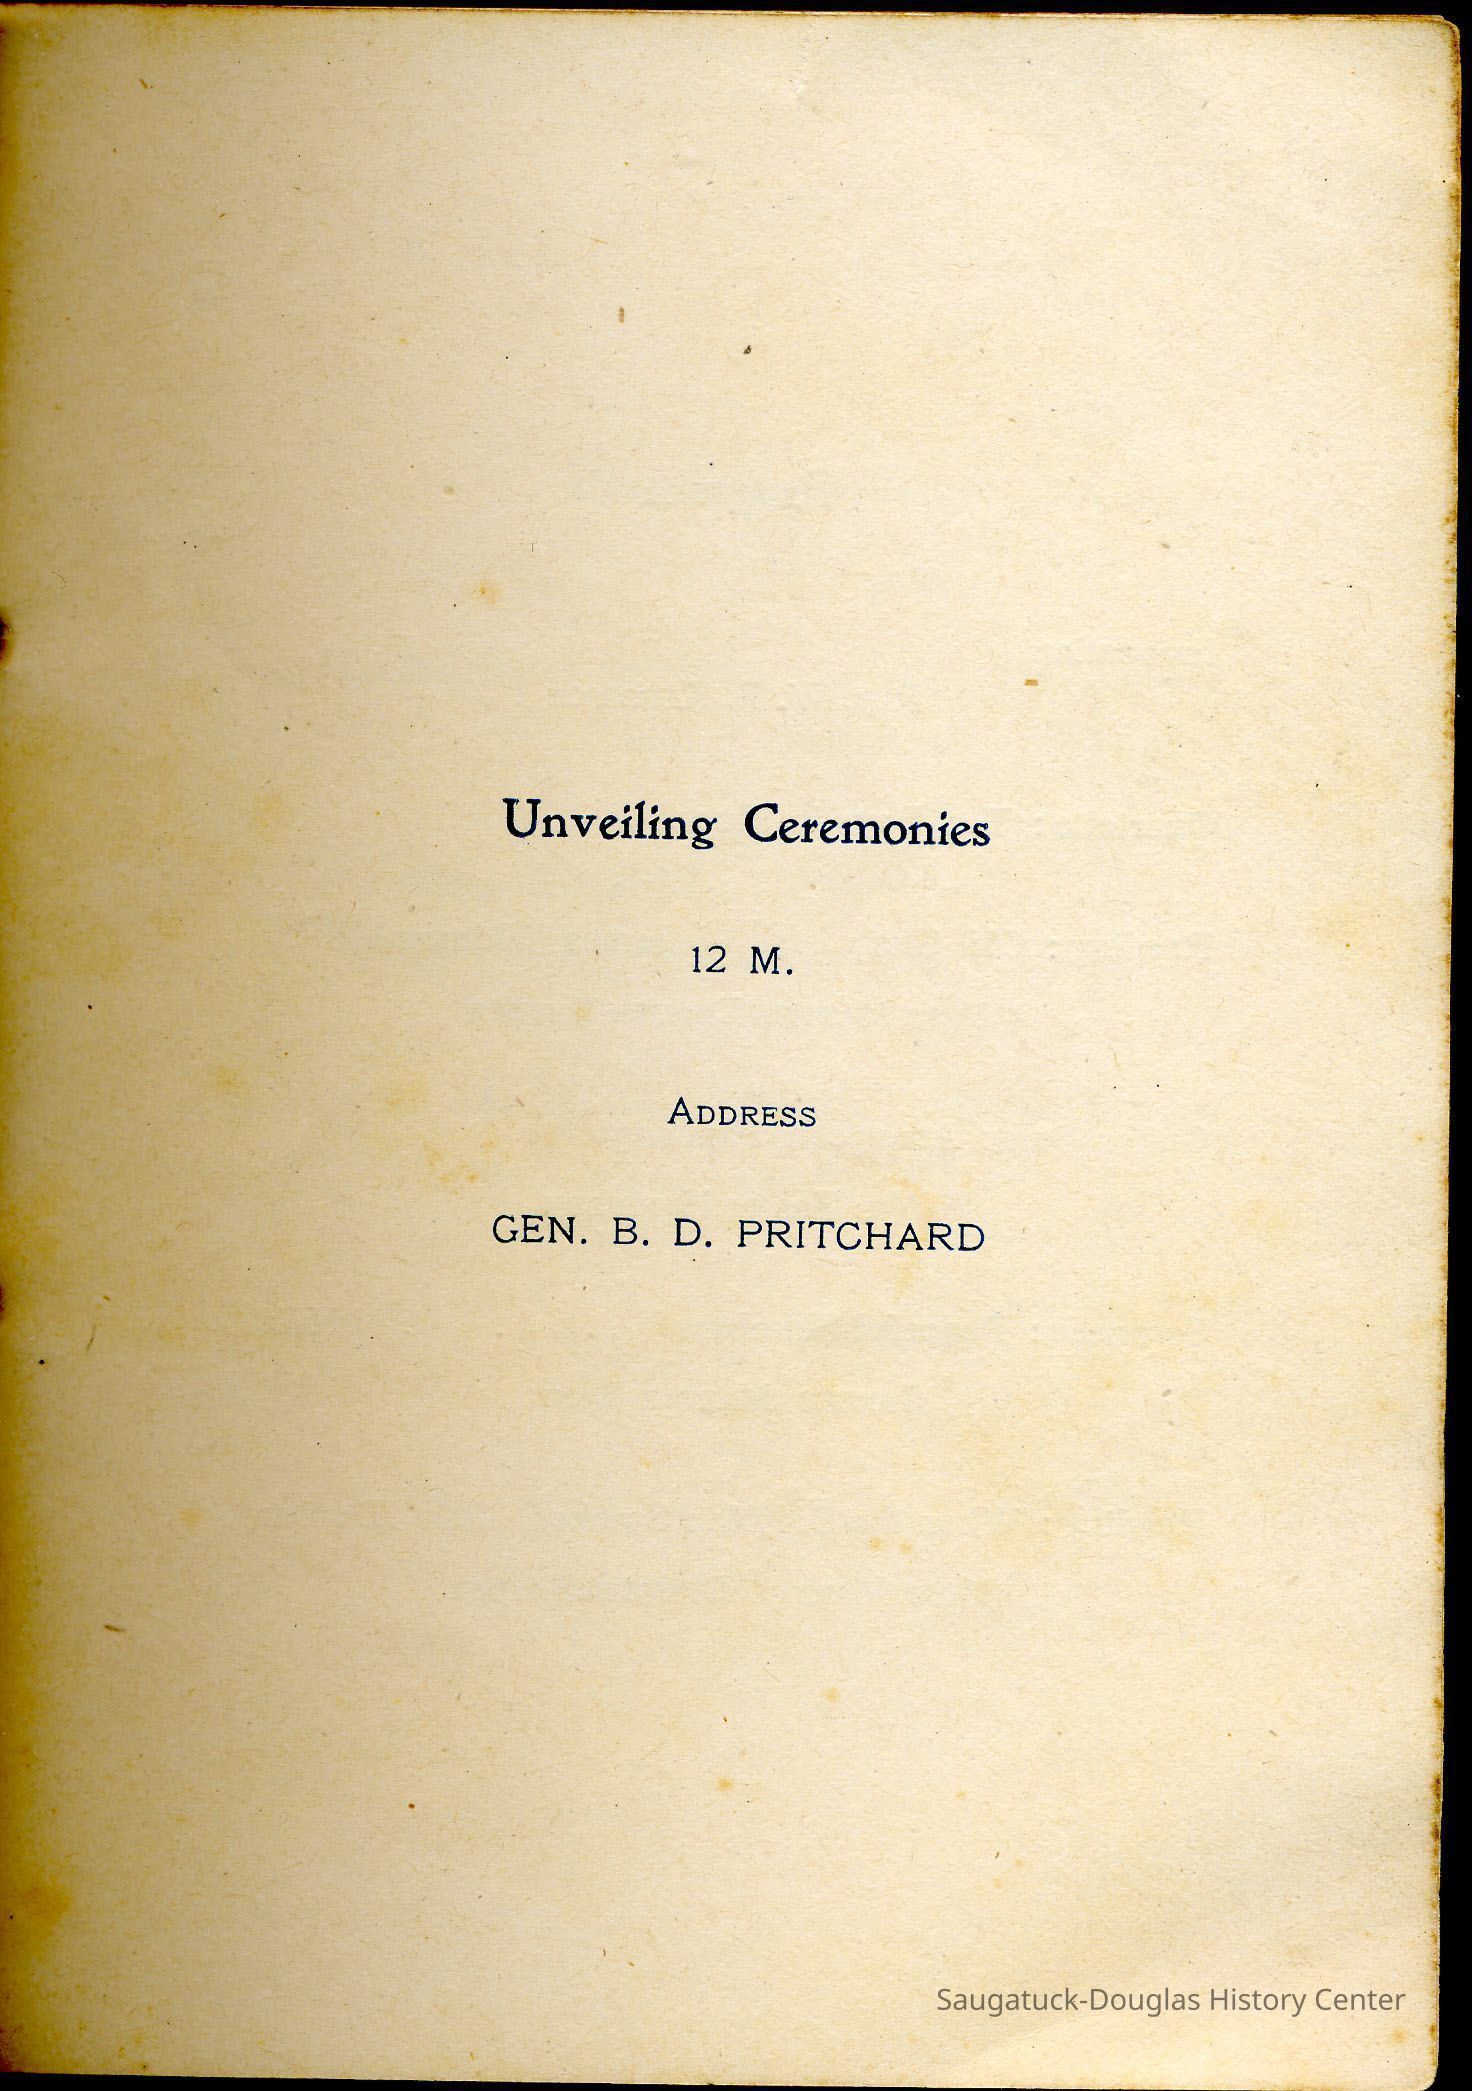 Unveiling Ceremonies
12 M.
ADDRESS
GEN. B. D. PRITCHARD
Saugatuck-Douglas History Center